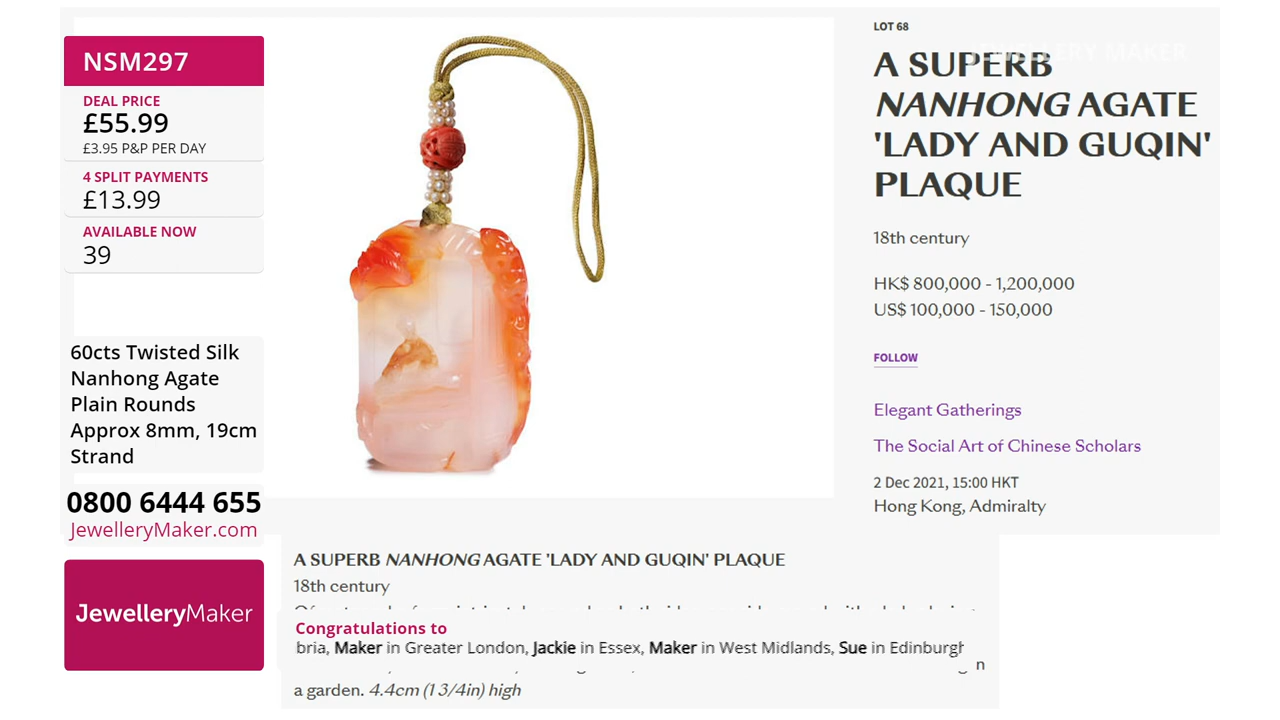 NSM297
DEAL PRICE
£55.99
£3.95 P&P PER DAY
4 SPLIT PAYMENTS
£13.99
AVAILABLE NOW
39
60cts Twisted Silk
Nanhong Agate
Plain Rounds
Approx 8mm, 19cm
Strand
0800 6444 655
JewelleryMaker.com
JewelleryMaker
LOT 68
JEWELLERY MAKER
A SUPERB
NANHONG AGATE
'LADY AND GUQIN'
PLAQUE
18th century
HK$ 800,000 - 1,200,000
US$ 100,000 - 150,000
FOLLOW
Elegant Gatherings
The Social Art of Chinese Scholars
2 Dec 2021, 15:00 HKT
Hong Kong, Admiralty
A SUPERB NANHONG AGATE 'LADY AND GUQIN' PLAQUE
18th century
Congratulations to
bria, Maker in Greater London, Jackie in Essex, Maker in West Midlands, Sue in Edinburgh
a garden. 4.4cm (1 3/4in) high